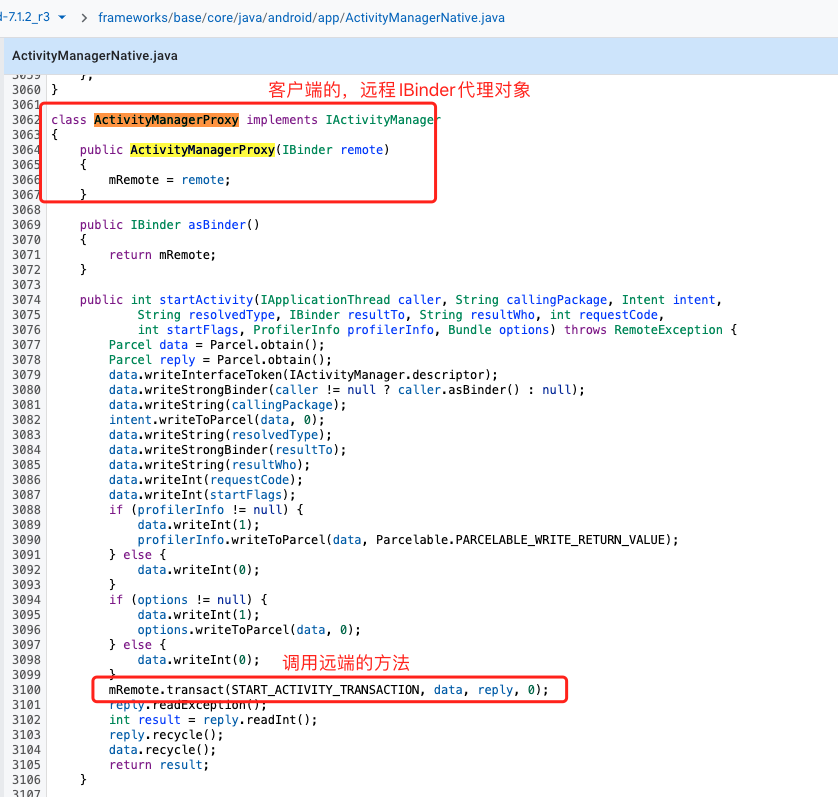 d-7.1.2_r3 frameworks/base/core/java/android/app/ActivityManagerNative.java
ActivityManagerNative.java
3059 };
3060 } 客户端的，远程IBinder代理对象
3061
3062 class ActivityManagerProxy implements IActivityManager
3063 {
3064 public ActivityManagerProxy(IBinder remote)
3065 {
3066 mRemote = remote;
3067 }
3068
3069 public IBinder asBinder()
3070 {
3071 return mRemote;
3072 }
3073
3074 public int startActivity(IApplicationThread caller, String callingPackage, Intent intent,
3075 String resolvedType, IBinder resultTo, String resultWho, int requestCode,
3076 int startFlags, ProfilerInfo profilerInfo, Bundle options) throws RemoteException {
3077 Parcel data = Parcel.obtain();
3078 Parcel reply = Parcel.obtain();
3079 data.writeInterfaceToken(IActivityManager.descriptor);
3080 data.writeStrongBinder(caller != null ? caller.asBinder() : null);
3081 data.writeString(callingPackage);
3082 intent.writeToParcel(data, 0);
3083 data.writeString(resolvedType);
3084 data.writeStrongBinder(resultTo);
3085 data.writeString(resultWho);
3086 data.writeInt(requestCode);
3087 data.writeInt(startFlags);
3088 if (profilerInfo != null) {
3089 data.writeInt(1);
3090 profilerInfo.writeToParcel(data, Parcelable.PARCELABLE_WRITE_RETURN_VALUE);
3091 } else {
3092 data.writeInt(0);
3093 }
3094 if (options != null) {
3095 data.writeInt(1);
3096 options.writeToParcel(data, 0);
3097 } else {
3098 data.writeInt(0); 调用远端的方法
3099 }
3100 mRemote.transact(START_ACTIVITY_TRANSACTION, data, reply, 0);
3101 reply.readException();
3102 int result = reply.readInt();
3103 reply.recycle();
3104 data.recycle();
3105 return result;
3106 }
3107